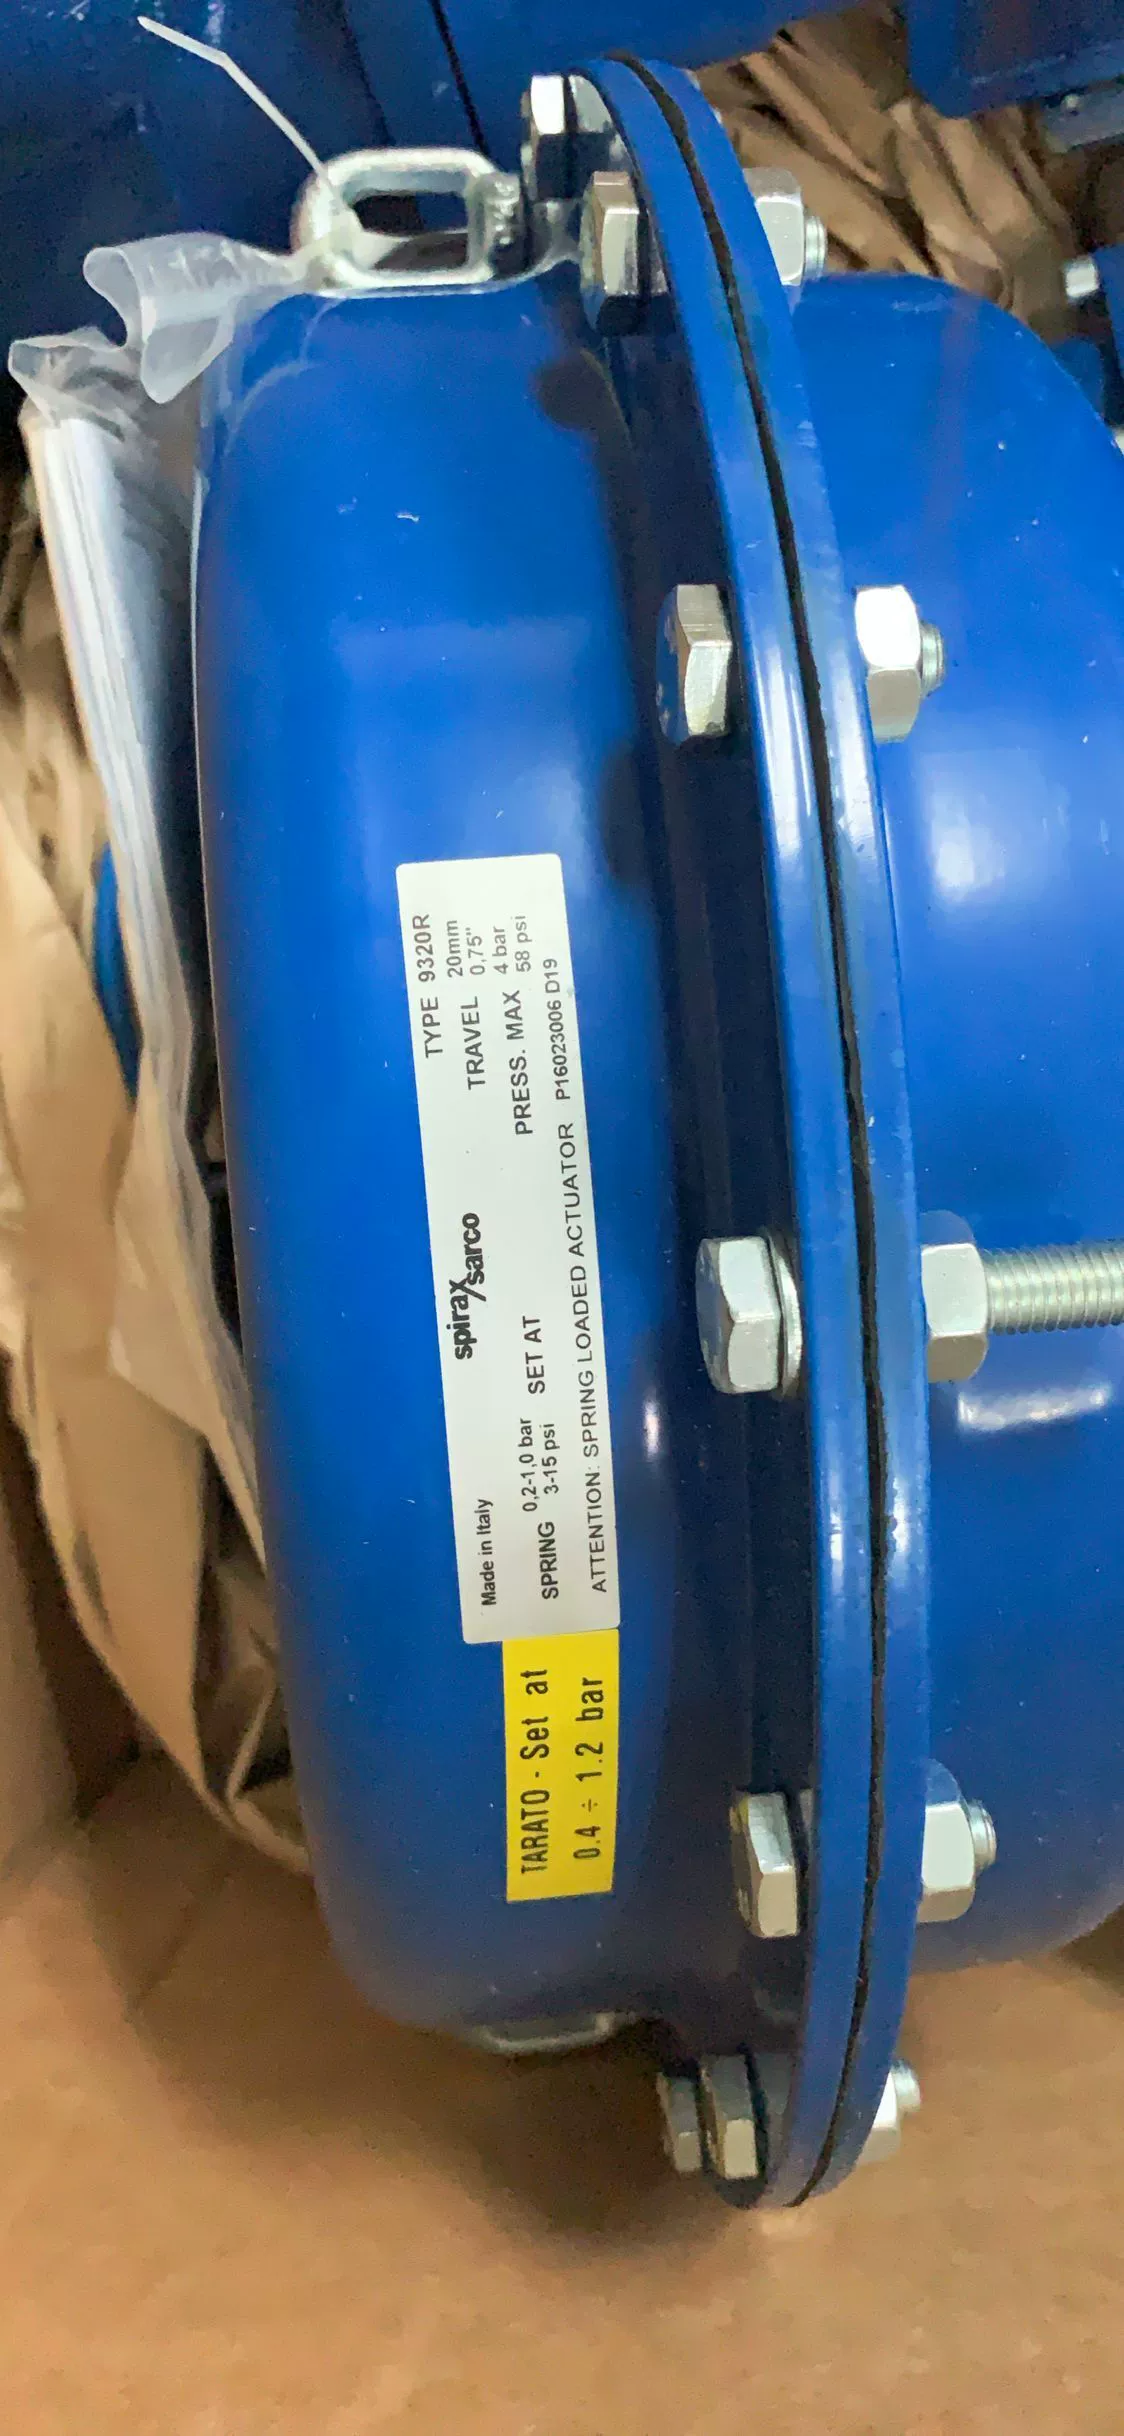 Made in Italy
spirax
sarco
TYPE 9320R
TRAVEL 20mm
0,75"
SPRING 0,2-1,0 bar
3-15 psi
SET AT
PRESS. MAX 4 bar
58 psi
ATTENTION: SPRING LOADED ACTUATOR P16023006 D19
TARATO - Set at
0.4 ÷ 1.2 bar